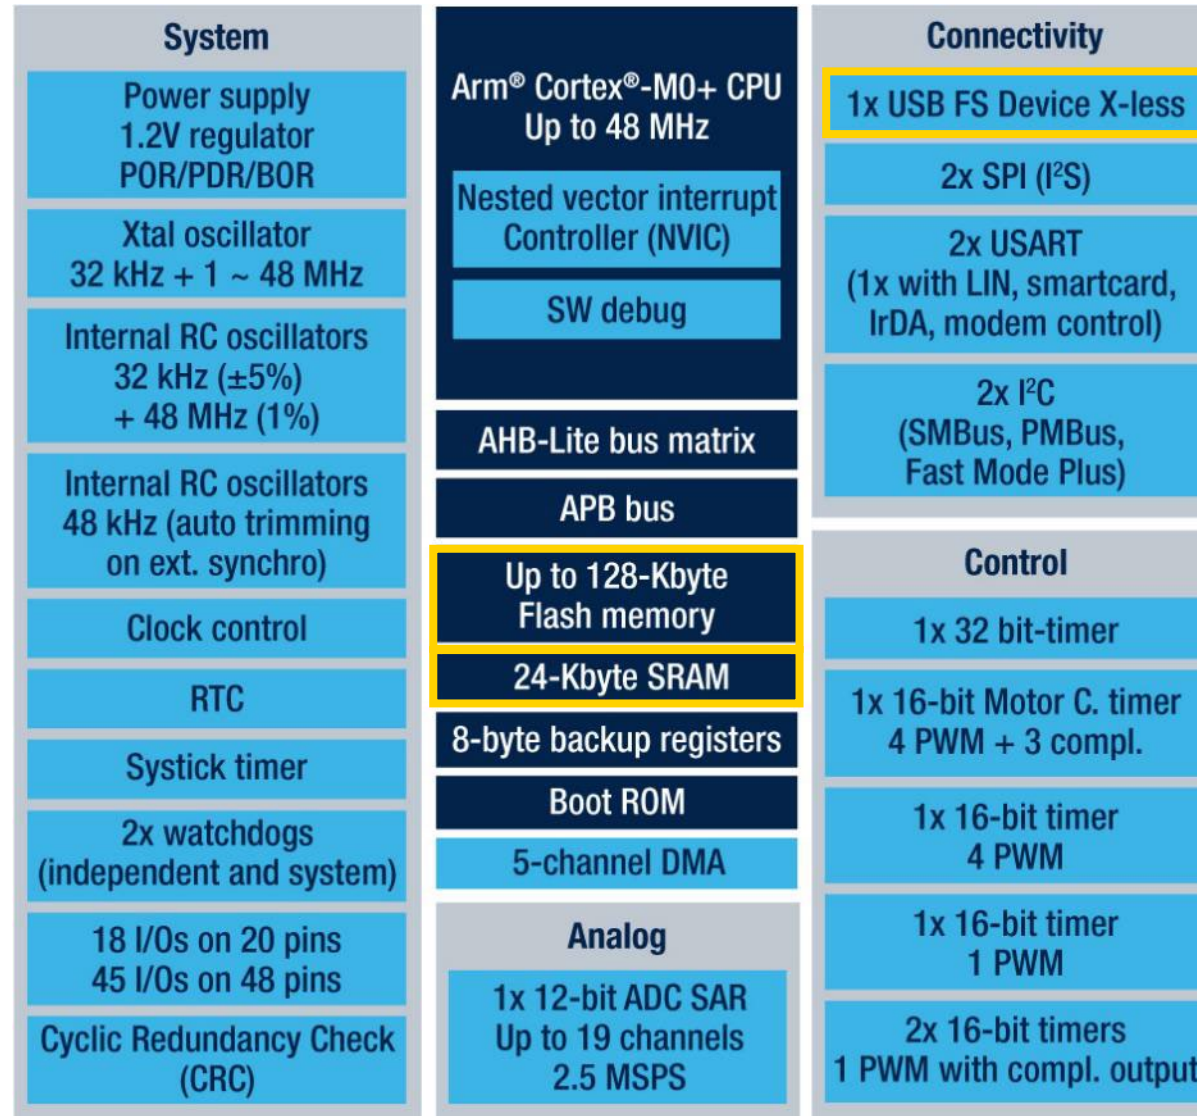 System
Power supply
1.2V regulator
POR/PDR/BOR
Xtal oscillator
32 kHz + 1 ~ 48 MHz
Internal RC oscillators
32 kHz (±5%)
+ 48 MHz (1%)
Internal RC oscillators
48 kHz (auto trimming
on ext. synchro)
Clock control
RTC
Systick timer
2x watchdogs
(independent and system)
18 I/Os on 20 pins
45 I/Os on 48 pins
Cyclic Redundancy Check
(CRC)
Arm® Cortex®-M0+ CPU
Up to 48 MHz
Nested vector interrupt
Controller (NVIC)
SW debug
AHB-Lite bus matrix
APB bus
Up to 128-Kbyte
Flash memory
24-Kbyte SRAM
8-byte backup registers
Boot ROM
5-channel DMA
Analog
1x 12-bit ADC SAR
Up to 19 channels
2.5 MSPS
Connectivity
1x USB FS Device X-less
2x SPI (I²S)
2x USART
(1x with LIN, smartcard,
IrDA, modem control)
2x I²C
(SMBus, PMBus,
Fast Mode Plus)
Control
1x 32 bit-timer
1x 16-bit Motor C. timer
4 PWM + 3 compl.
1x 16-bit timer
4 PWM
1x 16-bit timer
1 PWM
2x 16-bit timers
1 PWM with compl. output